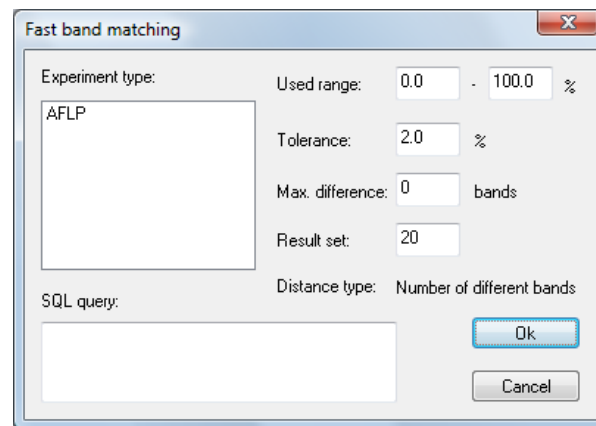 Fast band matching
Experiment type:
AFLP
Used range: 0.0 - 100.0 %
Tolerance: 2.0 %
Max. difference: 0 bands
Result set: 20
Distance type: Number of different bands
SQL query:
Ok
Cancel